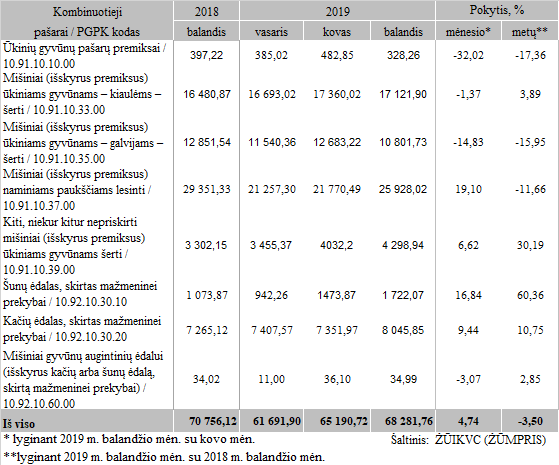 Kombinuotieji pašarai / PGPK kodas 2018 2019 Pokytis, %
balandis vasaris kovas balandis mėnesio* metų**
Ūkinių gyvūnų pašarų premiksai /
10.91.10.10.00 397,22 385,02 482,85 328,26 -32,02 -17,36
Mišiniai (išskyrus premiksus)
ūkiniams gyvūnams – kiaulėms –
šerti / 10.91.10.33.00 16 480,87 16 693,02 17 360,02 17 121,90 -1,37 3,89
Mišiniai (išskyrus premiksus)
ūkiniams gyvūnams – galvijams –
šerti / 10.91.10.35.00 12 851,54 11 540,36 12 683,22 10 801,73 -14,83 -15,95
Mišiniai (išskyrus premiksus)
naminiams paukščiams lesinti /
10.91.10.37.00 29 351,33 21 257,30 21 770,49 25 928,02 19,10 -11,66
Kiti, niekur kitur nepriskirti
mišiniai (išskyrus premiksus)
ūkiniams gyvūnams šerti /
10.91.10.39.00 3 302,15 3 455,37 4032,2 4 298,94 6,62 30,19
Šunų ėdalas, skirtas mažmeninei
prekybai / 10.92.10.30.10 1 073,87 942,26 1473,87 1 722,07 16,84 60,36
Kačių ėdalas, skirtas mažmeninei
prekybai / 10.92.10.30.20 7 265,12 7 407,57 7 351,97 8 045,85 9,44 10,75
Mišiniai gyvūnų augintinių ėdalui
(išskyrus kačių arba šunų ėdalą,
skirtą mažmeninei prekybai) /
10.92.10.60.00 34,02 11,00 36,10 34,99 -3,07 2,85
Iš viso 70 756,12 61 691,90 65 190,72 68 281,76 4,74 -3,50
* lyginant 2019 m. balandžio mėn. su kovo mėn. Šaltinis: ŽŪIKVC (ŽŪMPRIS)
**lyginant 2019 m. balandžio mėn. su 2018 m. balandžio mėn.